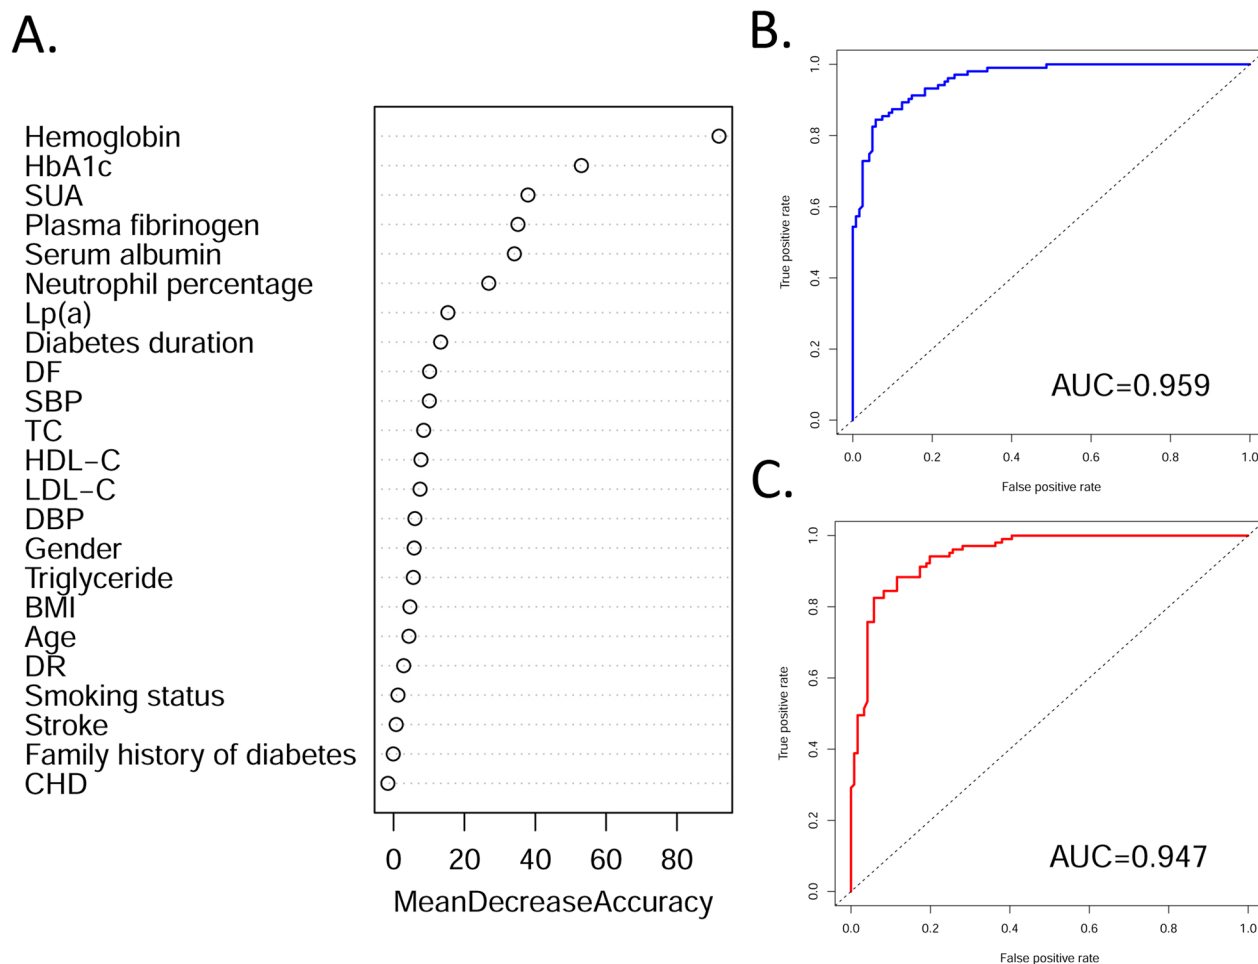 A.
Hemoglobin
HbA1c
SUA
Plasma fibrinogen
Serum albumin
Neutrophil percentage
Lp(a)
Diabetes duration
DF
SBP
TC
HDL−C
LDL−C
DBP
Gender
Triglyceride
BMI
Age
DR
Smoking status
Stroke
Family history of diabetes
CHD
0 20 40 60 80
MeanDecreaseAccuracy
B.
1.0
0.8
0.6
0.4
0.2
0.0
True positive rate
AUC=0.959
0.0 0.2 0.4 0.6 0.8 1.0
False positive rate
C.
1.0
0.8
0.6
0.4
0.2
0.0
True positive rate
AUC=0.947
0.0 0.2 0.4 0.6 0.8 1.0
False positive rate